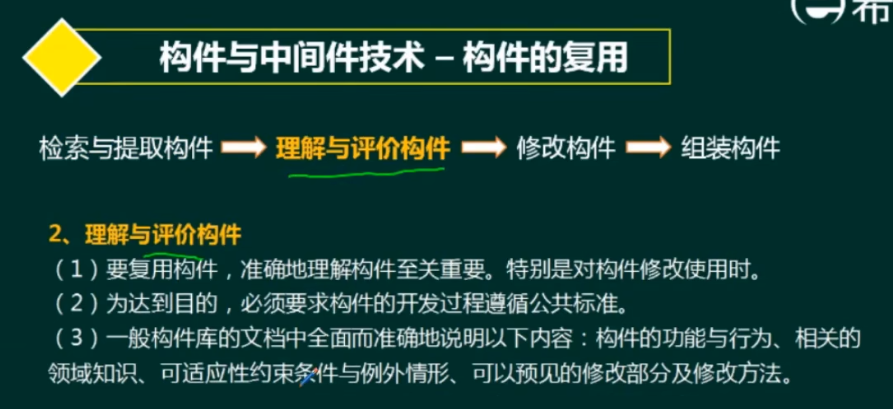 希
构件与中间件技术 – 构件的复用
检索与提取构件 理解与评价构件 修改构件 组装构件
2、理解与评价构件
（1）要复用构件，准确地理解构件至关重要。特别是对构件修改使用时。
（2）为达到目的，必须要求构件的开发过程遵循公共标准。
（3）一般构件库的文档中全面而准确地说明以下内容：构件的功能与行为、相关的
领域知识、可适应性约束条件与例外情形、可以预见的修改部分及修改方法。